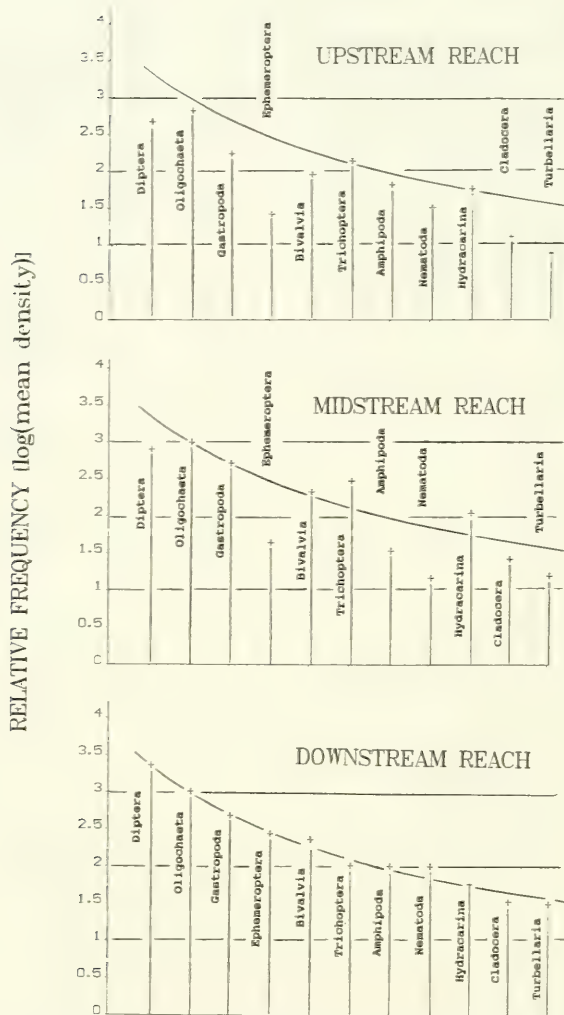 RELATIVE FREQUENCY [log(mean density)]
UPSTREAM REACH
4
3.5
3
2.5
2
1.5
1
0.5
0
Diptera
Oligochaeta
Gastropoda
Ephemeroptera
Bivalvia
Trichoptera
Amphipoda
Nematoda
Hydracarina
Cladocera
Turbellaria
MIDSTREAM REACH
4
3.5
3
2.5
2
1.5
1
0.5
0
Diptera
Oligochaeta
Gastropoda
Ephemeroptera
Bivalvia
Trichoptera
Amphipoda
Nematoda
Hydracarina
Cladocera
Turbellaria
DOWNSTREAM REACH
4
3.5
3
2.5
2
1.5
1
0.5
0
Diptera
Oligochaeta
Gastropoda
Ephemeroptera
Bivalvia
Trichoptera
Amphipoda
Nematoda
Hydracarina
Cladocera
Turbellaria